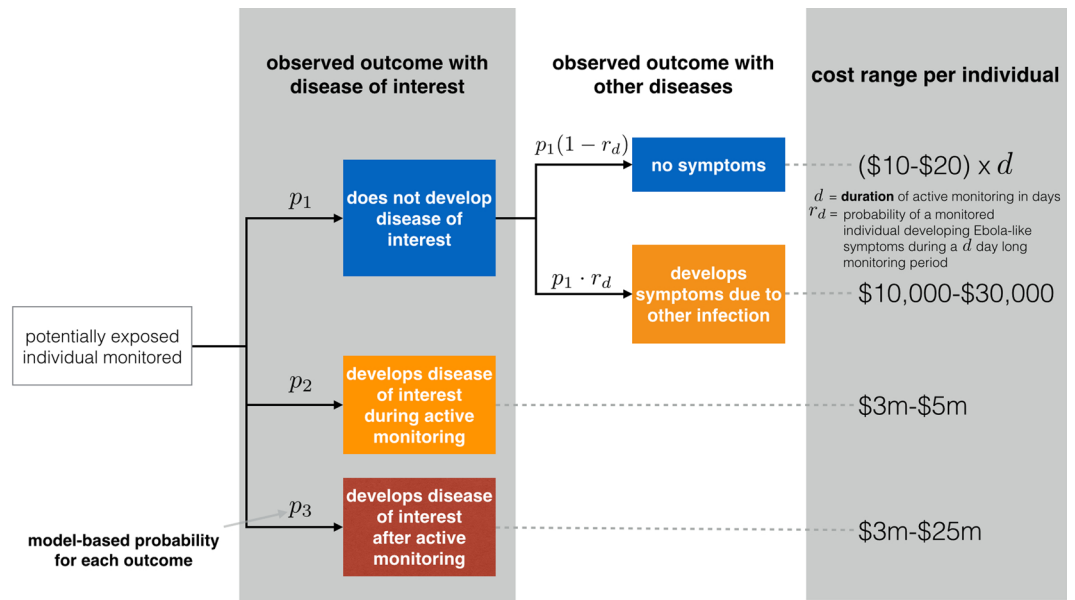 observed outcome with
disease of interest
observed outcome with
other diseases
cost range per individual
p₁(1 − r_d)
no symptoms
($10-$20) x d
p₁
does not develop
disease of
interest
d = duration of active monitoring in days
r_d = probability of a monitored
individual developing Ebola-like
symptoms during a d day long
monitoring period
p₁ · r_d
develops
symptoms due to
other infection
$10,000-$30,000
potentially exposed
individual monitored
p₂
develops disease
of interest
during active
monitoring
$3m-$5m
p₃
develops disease
of interest
after active
monitoring
$3m-$25m
model-based probability
for each outcome